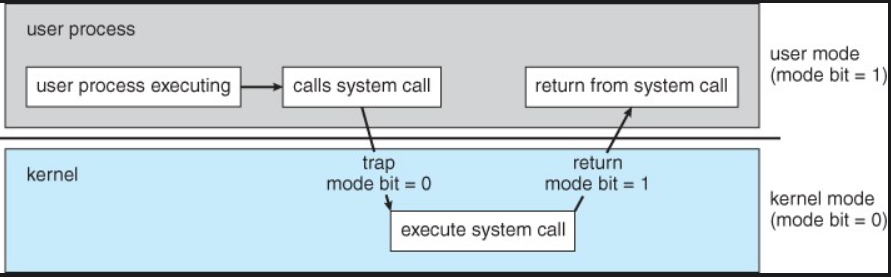 user process
user process executing
calls system call
return from system call
user mode
(mode bit = 1)
kernel
trap
mode bit = 0
return
mode bit = 1
execute system call
kernel mode
(mode bit = 0)